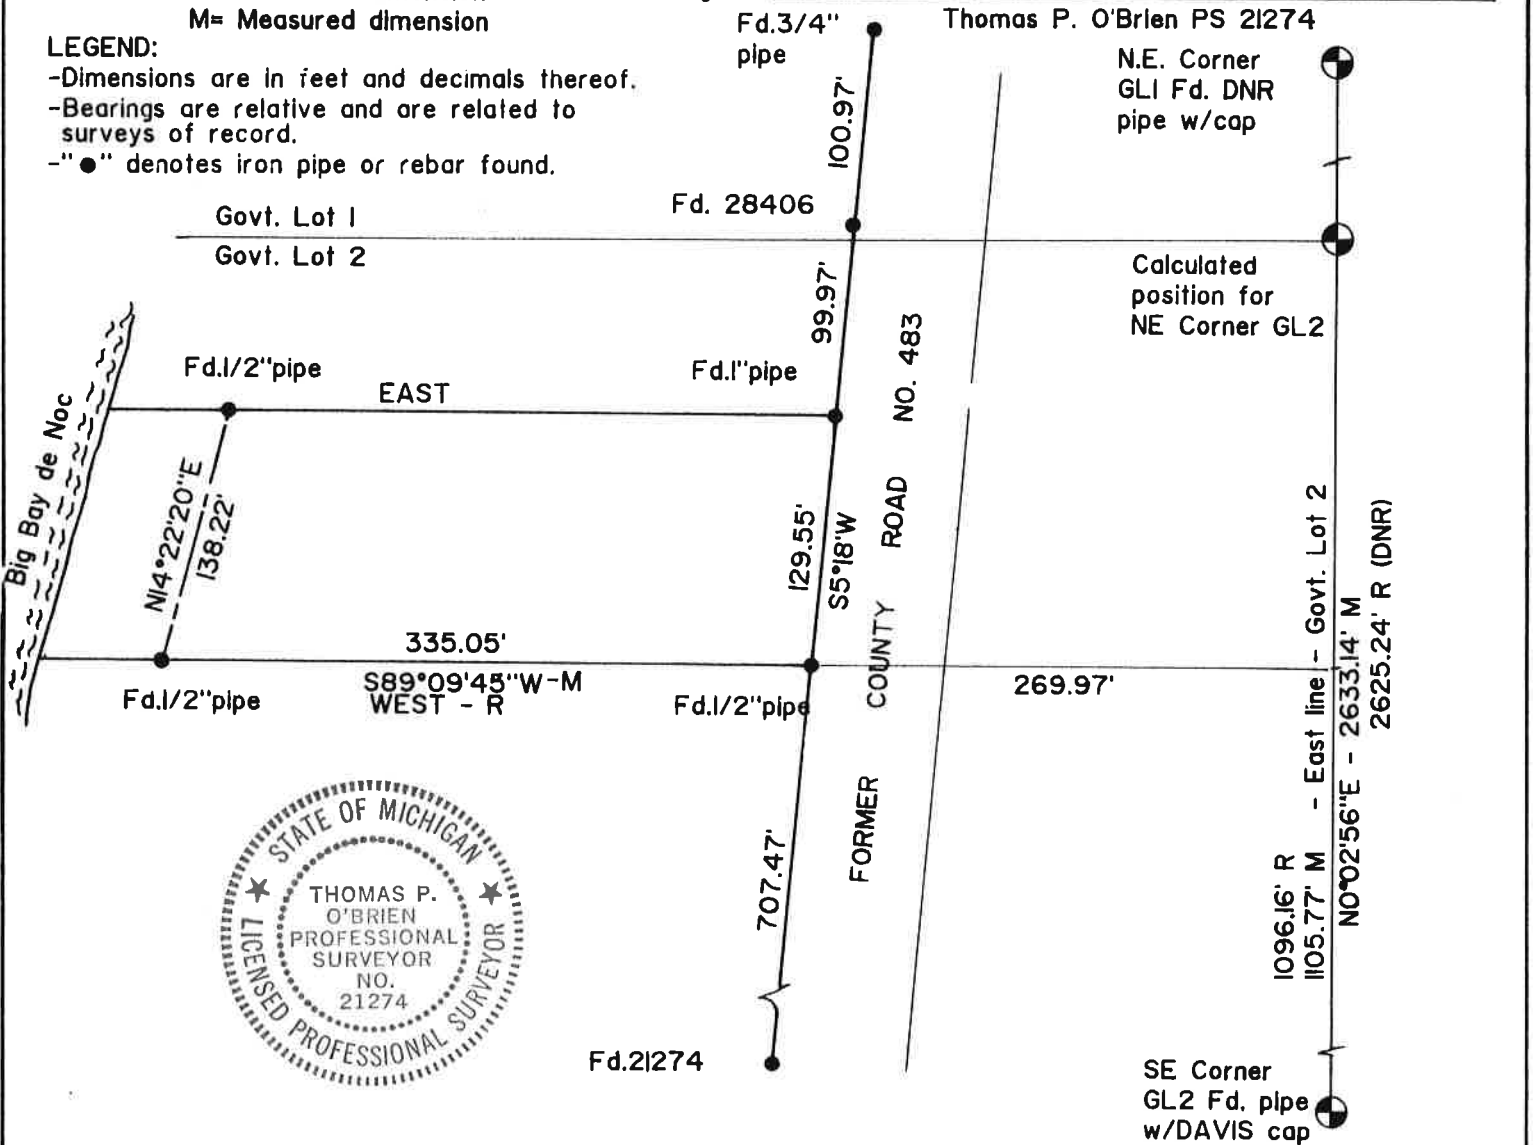 M= Measured dimension
LEGEND:
-Dimensions are in feet and decimals thereof.
-Bearings are relative and are related to
surveys of record.
-"●" denotes iron pipe or rebar found.
Fd.3/4"
pipe
Thomas P. O'Brien PS 21274
N.E. Corner
GL1 Fd. DNR
pipe w/cap
100.97'
Govt. Lot 1
Fd. 28406
Govt. Lot 2
Calculated
position for
NE Corner GL2
99.97'
Fd.1/2"pipe
EAST
Fd.1"pipe
Big Bay de Noc
N14°22'20"E
138.22'
129.55'
S5°18'W
FORMER COUNTY ROAD NO. 483
335.05'
S89°09'45"W-M
WEST - R
Fd.1/2"pipe
Fd.1/2"pipe
269.97'
1096.16' R
1105.77' M - East line - Govt. Lot 2
N0°02'56"E - 2633.14' M
2625.24' R (DNR)
707.47'
STATE OF MICHIGAN
THOMAS P.
O'BRIEN
PROFESSIONAL
SURVEYOR
NO.
21274
LICENSED PROFESSIONAL SURVEYOR
Fd.21274
SE Corner
GL2 Fd. pipe
w/DAVIS cap